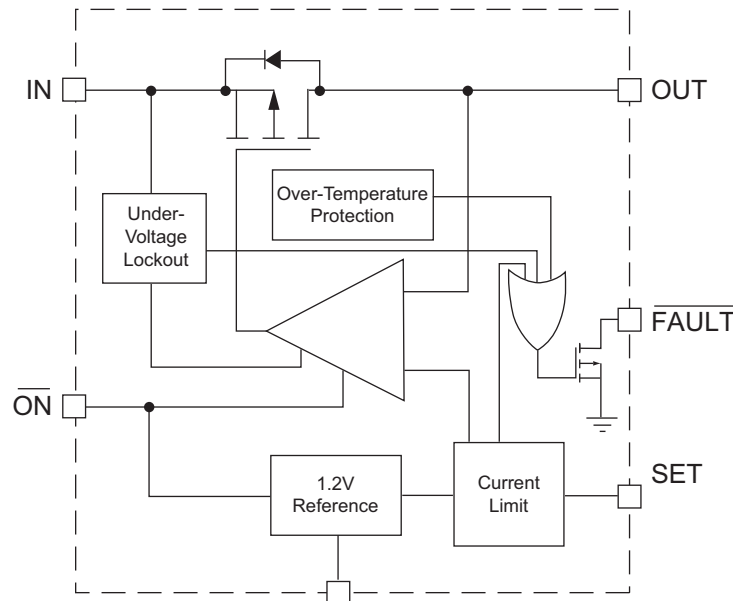 IN
OUT
Over-Temperature
Protection
Under-
Voltage
Lockout
FAULT
ON
SET
1.2V
Reference
Current
Limit